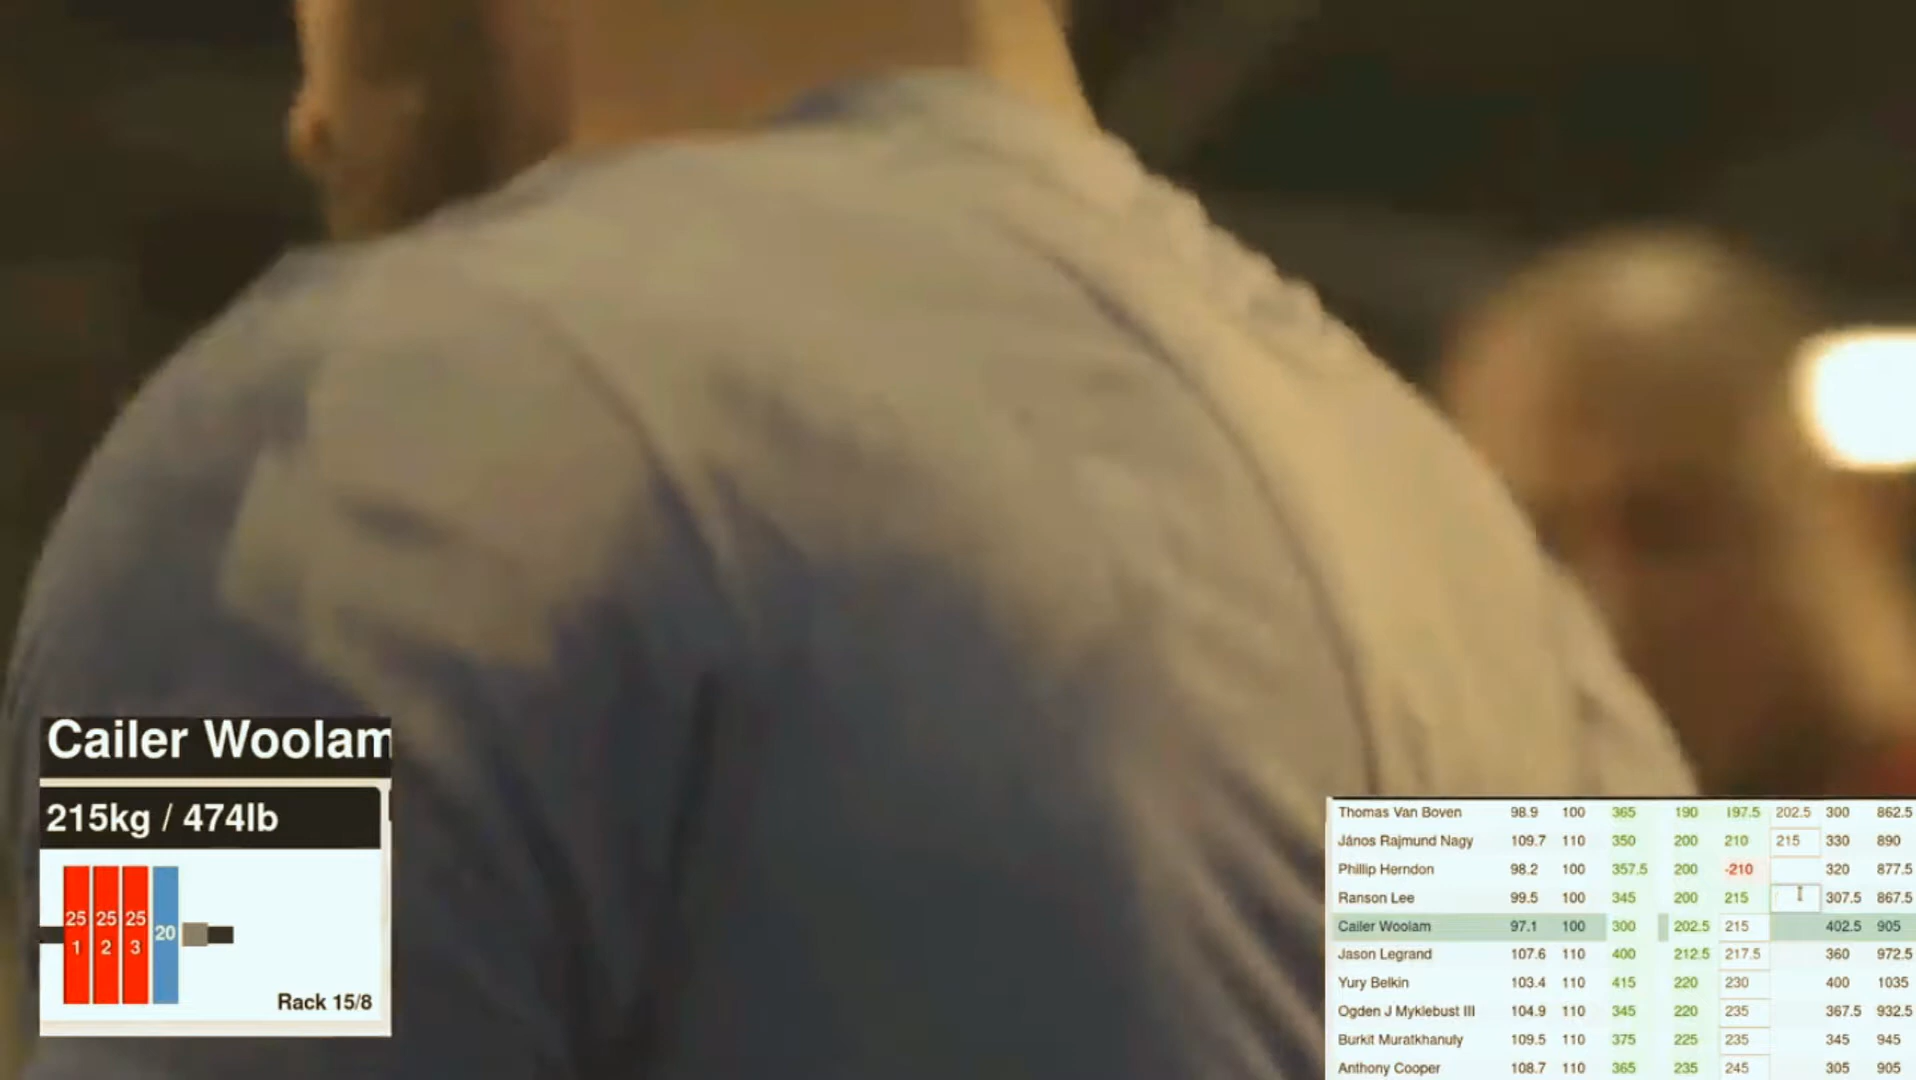 Cailer Woolam
215kg / 474lb
25 25 25 20
1 2 3
Rack 15/8
Thomas Van Boven 98.9 100 365 190 197.5 202.5 300 862.5
János Rajmund Nagy 109.7 110 350 200 210 215 330 890
Phillip Herndon 98.2 100 357.5 200 -210 320 877.5
Ranson Lee 99.5 100 345 200 215 307.5 867.5
Cailer Woolam 97.1 100 300 202.5 215 402.5 905
Jason Legrand 107.6 110 400 212.5 217.5 360 972.5
Yury Belkin 103.4 110 415 220 230 400 1035
Ogden J Myklebust III 104.9 110 345 220 235 367.5 932.5
Burkit Muratkhanuly 109.5 110 375 225 235 345 945
Anthony Cooper 108.7 110 365 235 245 305 905